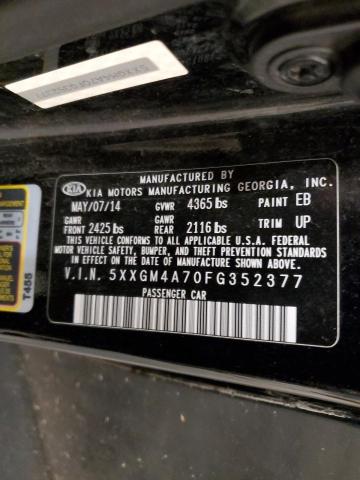 MANUFACTURED BY
KIA KIA MOTORS MANUFACTURING GEORGIA, INC.
MAY/07/14 GVWR 4365 lbs PAINT EB
GAWR FRONT 2425 lbs GAWR REAR 2116 lbs TRIM UP
THIS VEHICLE CONFORMS TO ALL APPLICABLE U.S.A. FEDERAL
MOTOR VEHICLE SAFETY, BUMPER, AND THEFT PREVENTION STANDARDS
IN EFFECT ON THE DATE OF MANUFACTURE SHOWN ABOVE.
V.I.N. 5XXGM4A70FG352377
PASSENGER CAR
T455